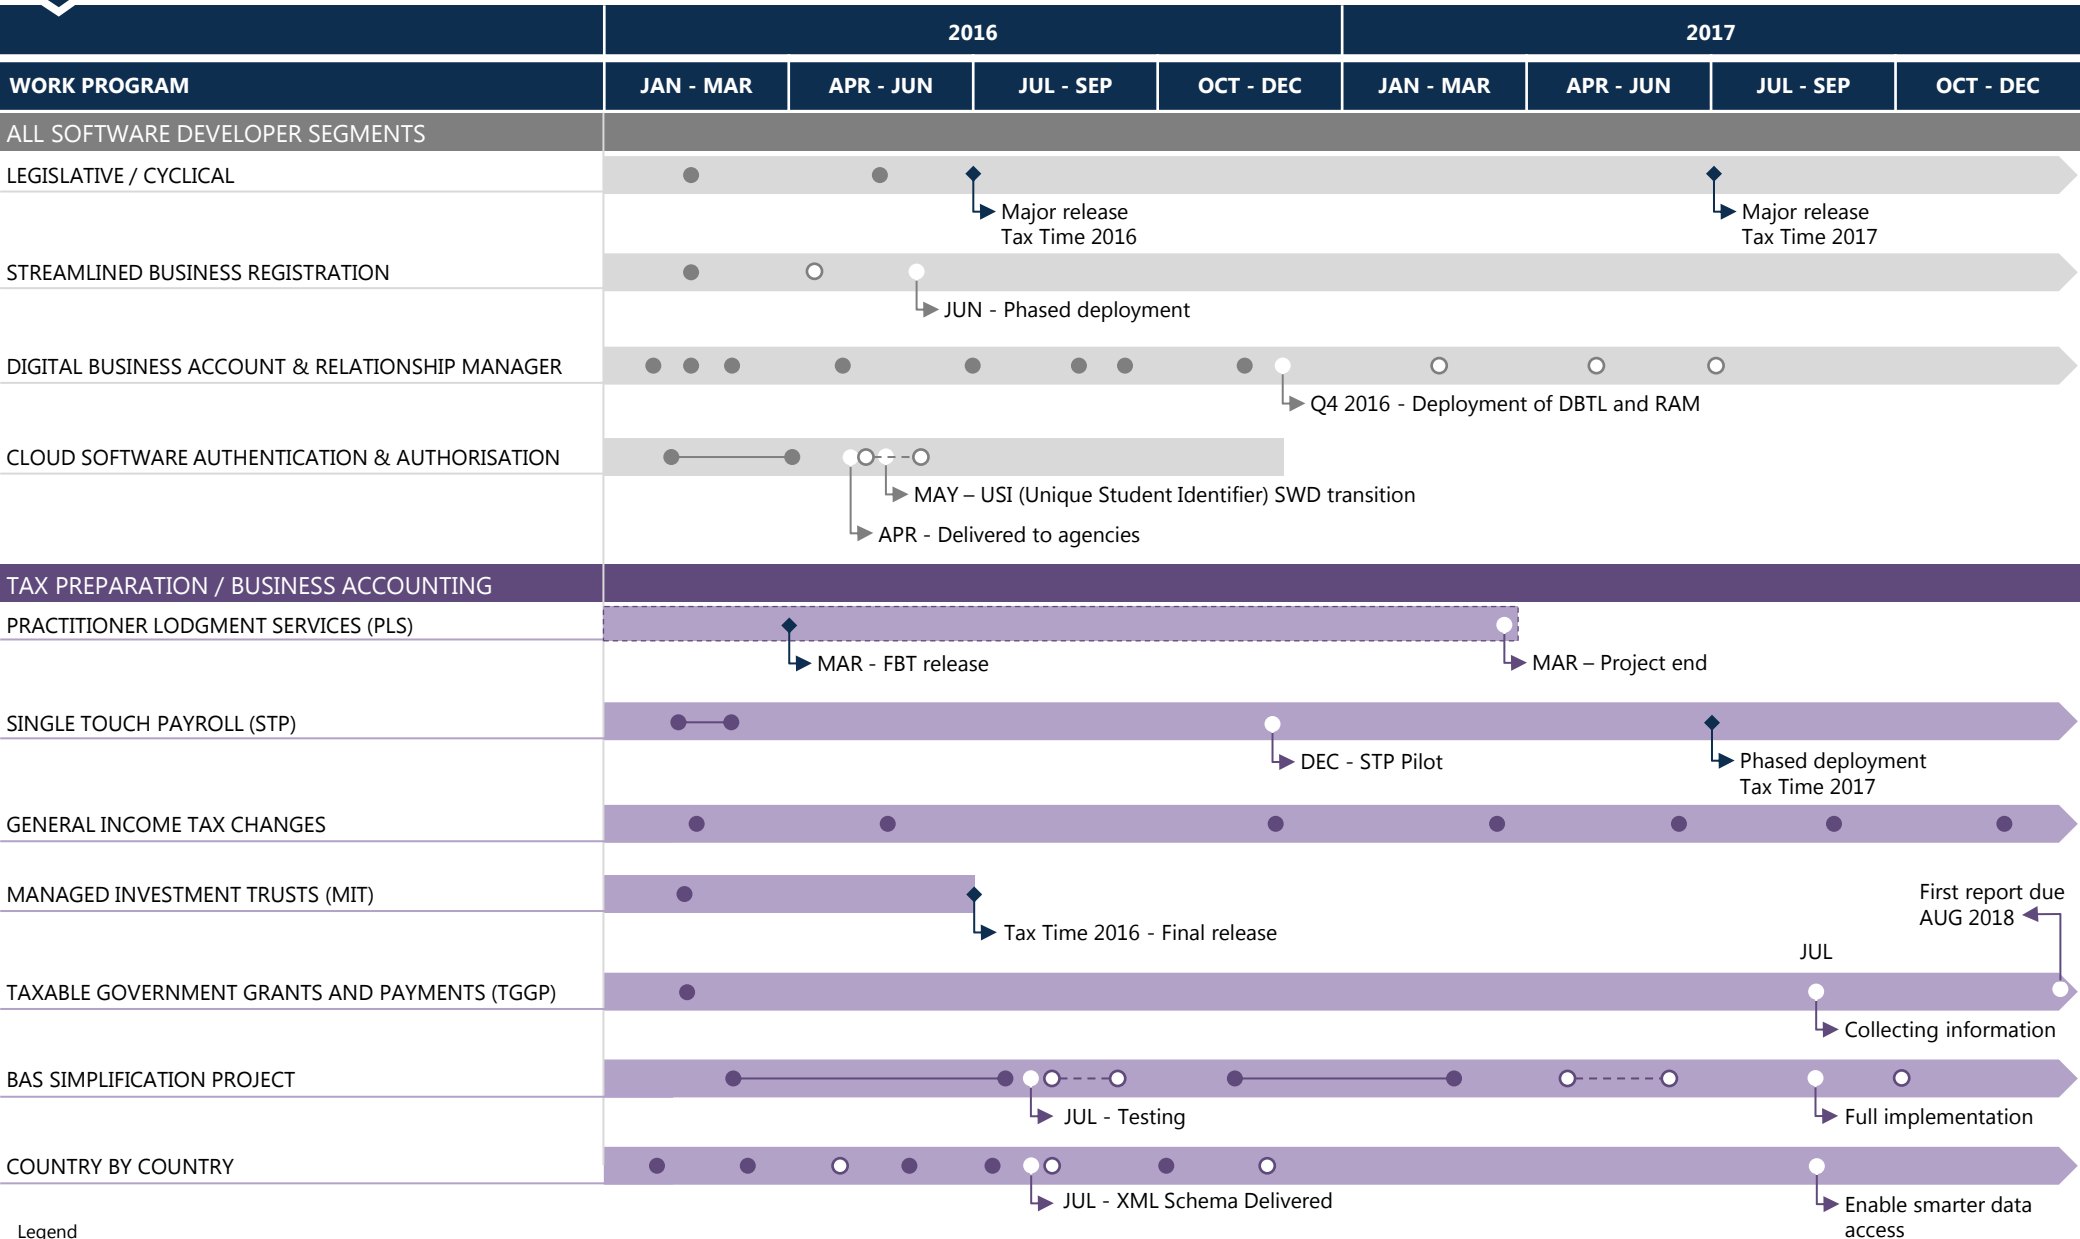 2016
2017
WORK PROGRAM
JAN - MAR
APR - JUN
JUL - SEP
OCT - DEC
JAN - MAR
APR - JUN
JUL - SEP
OCT - DEC
ALL SOFTWARE DEVELOPER SEGMENTS
LEGISLATIVE / CYCLICAL
Major release
Tax Time 2016
Major release
Tax Time 2017
STREAMLINED BUSINESS REGISTRATION
JUN - Phased deployment
DIGITAL BUSINESS ACCOUNT & RELATIONSHIP MANAGER
Q4 2016 - Deployment of DBTL and RAM
CLOUD SOFTWARE AUTHENTICATION & AUTHORISATION
MAY – USI (Unique Student Identifier) SWD transition
APR - Delivered to agencies
TAX PREPARATION / BUSINESS ACCOUNTING
PRACTITIONER LODGMENT SERVICES (PLS)
MAR - FBT release
MAR – Project end
SINGLE TOUCH PAYROLL (STP)
DEC - STP Pilot
Phased deployment
Tax Time 2017
GENERAL INCOME TAX CHANGES
MANAGED INVESTMENT TRUSTS (MIT)
Tax Time 2016 - Final release
First report due
AUG 2018
JUL
TAXABLE GOVERNMENT GRANTS AND PAYMENTS (TGGP)
Collecting information
BAS SIMPLIFICATION PROJECT
JUL - Testing
Full implementation
COUNTRY BY COUNTRY
JUL - XML Schema Delivered
Enable smarter data
access
Legend